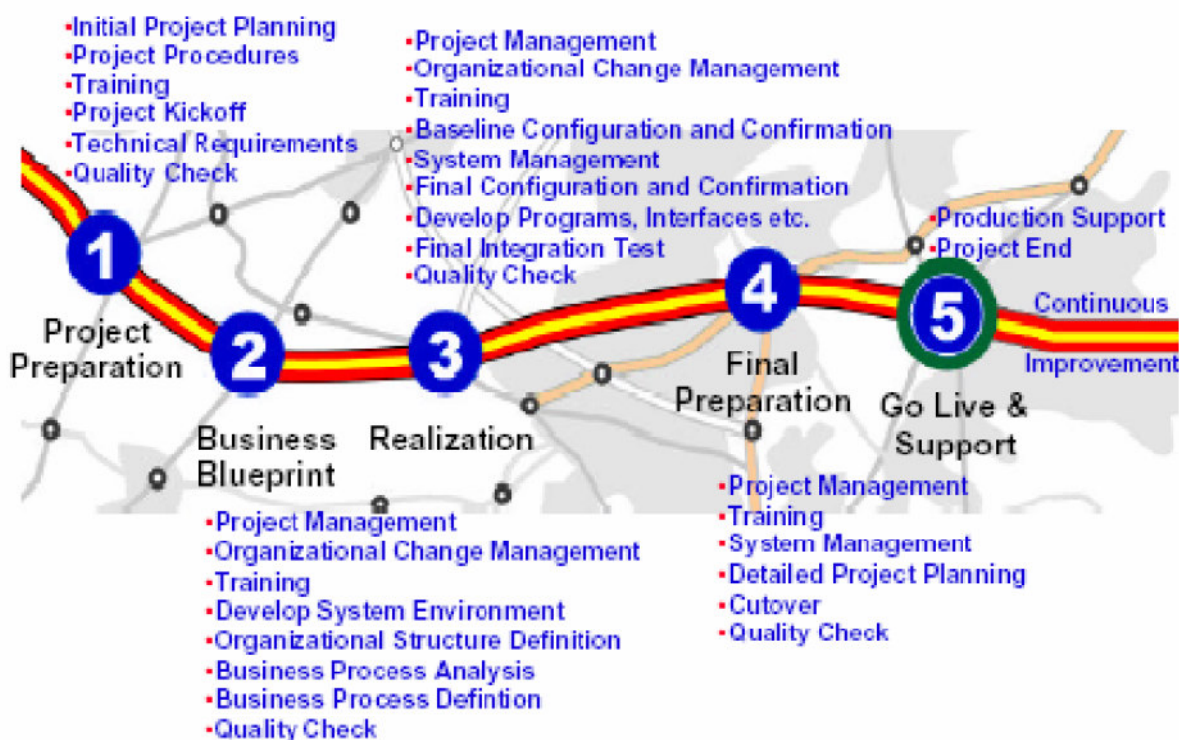 ▪Initial Project Planning
▪Project Procedures
▪Training
▪Project Kickoff
▪Technical Requirements
▪Quality Check
1
Project
Preparation
2
Business
Blueprint
▪Project Management
▪Organizational Change Management
▪Training
▪Develop System Environment
▪Organizational Structure Definition
▪Business Process Analysis
▪Business Process Defintion
▪Quality Check
▪Project Management
▪Organizational Change Management
▪Training
▪Baseline Configuration and Confirmation
▪System Management
▪Final Configuration and Confirmation
▪Develop Programs, Interfaces etc.
▪Final Integration Test
▪Quality Check
3
Realization
4
Final
Preparation
▪Project Management
▪Training
▪System Management
▪Detailed Project Planning
▪Cutover
▪Quality Check
▪Production Support
▪Project End
5
Go Live &
Support
Continuous
Improvement